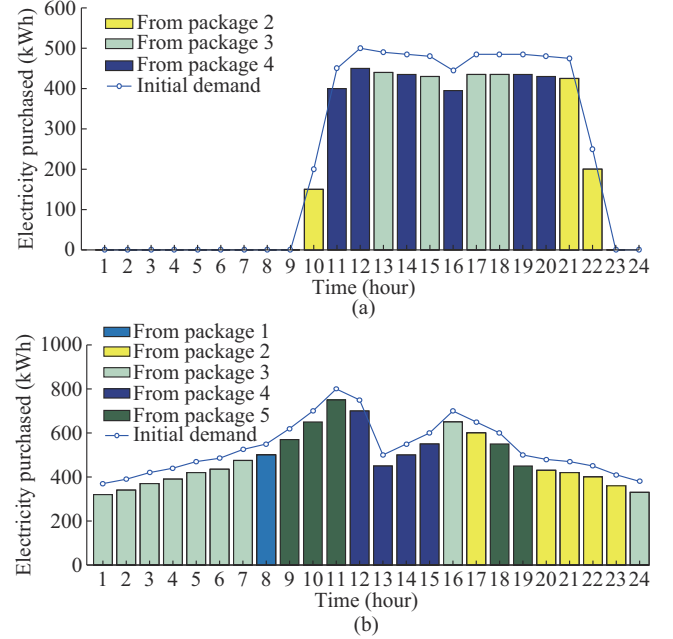 Electricity purchased (kWh)
600
500
400
300
200
100
0
From package 2
From package 3
From package 4
Initial demand
1 2 3 4 5 6 7 8 9 10 11 12 13 14 15 16 17 18 19 20 21 22 23 24
Time (hour)
(a)
Electricity purchased (kWh)
1000
800
600
400
200
0
From package 1
From package 2
From package 3
From package 4
From package 5
Initial demand
1 2 3 4 5 6 7 8 9 10 11 12 13 14 15 16 17 18 19 20 21 22 23 24
Time (hour)
(b)